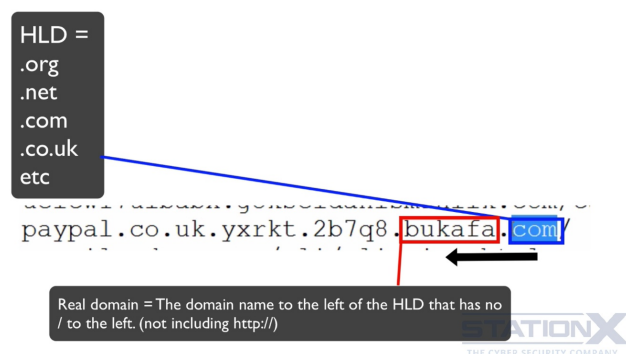 HLD =
.org
.net
.com
.co.uk
etc
paypal.co.uk.yxrkt.2b7q8.bukafa.com/
Real domain = The domain name to the left of the HLD that has no
/ to the left. (not including http://)
STATIONX
THE CYBER SECURITY COMPANY